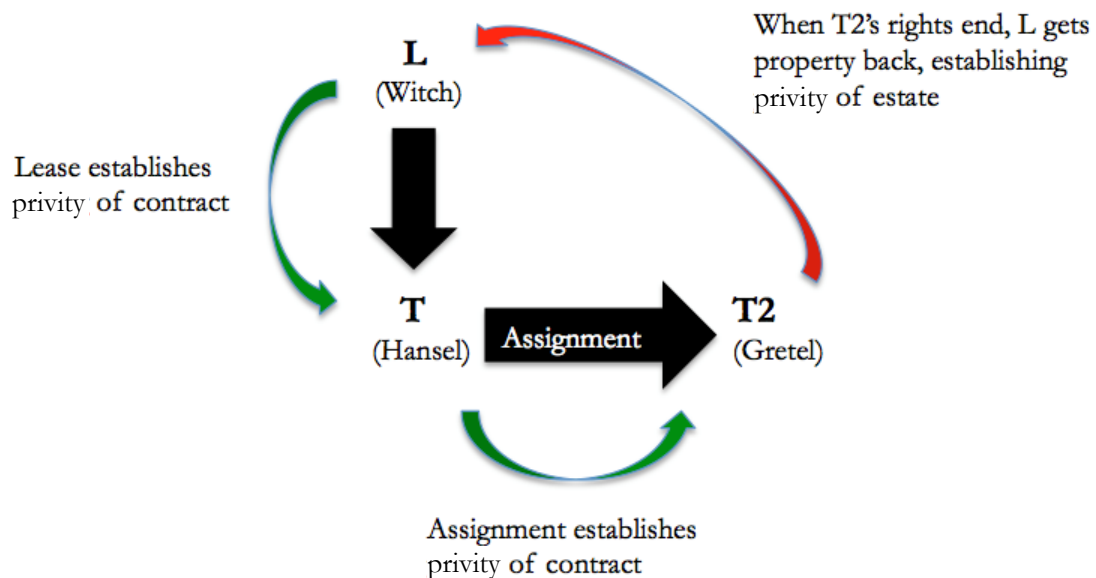 When T2's rights end, L gets
property back, establishing
privity of estate
L
(Witch)
Lease establishes
privity of contract
T
(Hansel)
Assignment
T2
(Gretel)
Assignment establishes
privity of contract